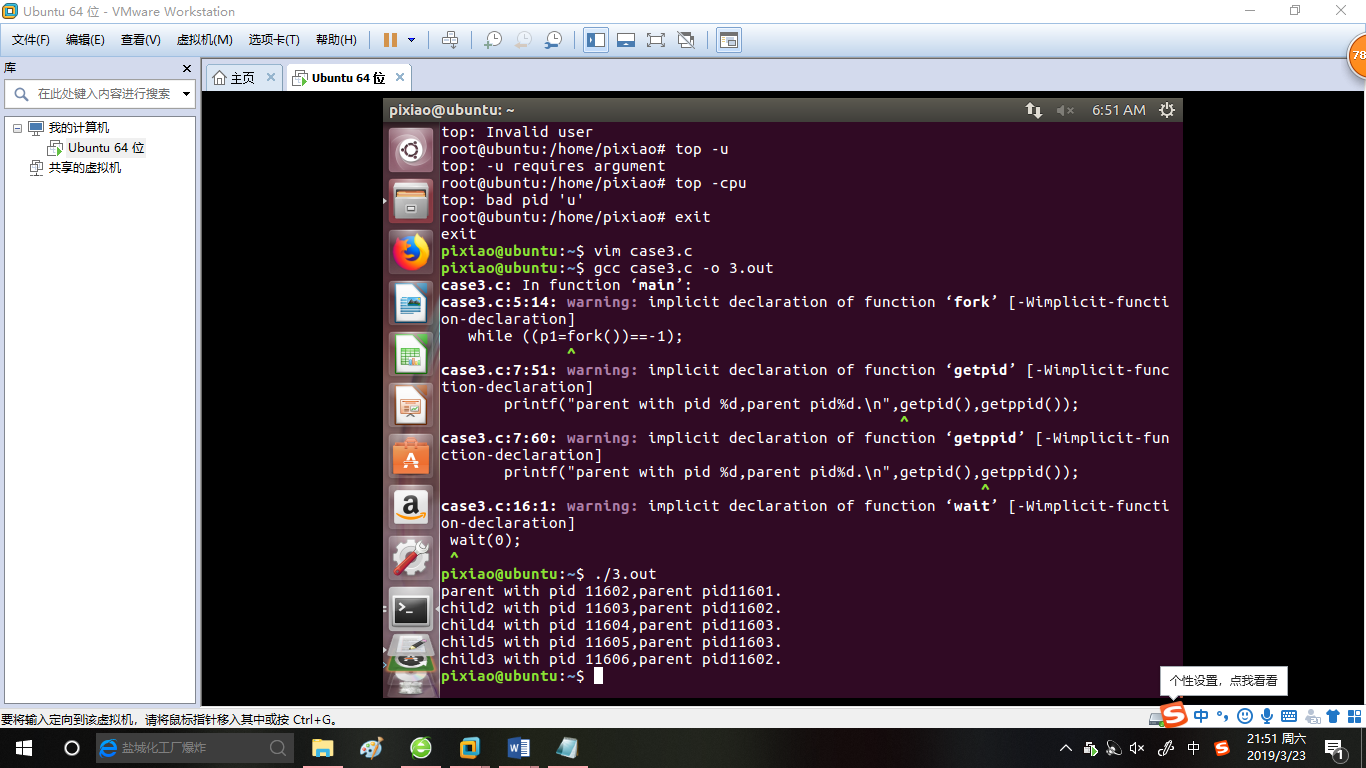 Ubuntu 64 位 - VMware Workstation
文件(F) 编辑(E) 查看(V) 虚拟机(M) 选项卡(T) 帮助(H)
78
库
主页
Ubuntu 64 位
在此处键入内容进行搜索
我的计算机
Ubuntu 64 位
共享的虚拟机
pixiao@ubuntu: ~
6:51 AM
top: Invalid user
root@ubuntu:/home/pixiao# top -u
top: -u requires argument
root@ubuntu:/home/pixiao# top -cpu
top: bad pid 'u'
root@ubuntu:/home/pixiao# exit
exit
pixiao@ubuntu:~$ vim case3.c
pixiao@ubuntu:~$ gcc case3.c -o 3.out
case3.c: In function ‘main’:
case3.c:5:14: warning: implicit declaration of function ‘fork’ [-Wimplicit-functi
on-declaration]
while ((p1=fork())==-1);
^
case3.c:7:51: warning: implicit declaration of function ‘getpid’ [-Wimplicit-func
tion-declaration]
printf("parent with pid %d,parent pid%d.\n",getpid(),getppid());
^
case3.c:7:60: warning: implicit declaration of function ‘getppid’ [-Wimplicit-fun
ction-declaration]
printf("parent with pid %d,parent pid%d.\n",getpid(),getppid());
^
case3.c:16:1: warning: implicit declaration of function ‘wait’ [-Wimplicit-functi
on-declaration]
wait(0);
^
pixiao@ubuntu:~$ ./3.out
parent with pid 11602,parent pid11601.
child2 with pid 11603,parent pid11602.
child4 with pid 11604,parent pid11603.
child5 with pid 11605,parent pid11603.
child3 with pid 11606,parent pid11602.
pixiao@ubuntu:~$
个性设置，点我看看
要将输入定向到该虚拟机，请将鼠标指针移入其中或按 Ctrl+G。
中
盐城化工厂爆炸
中
21:51 周六
2019/3/23
1